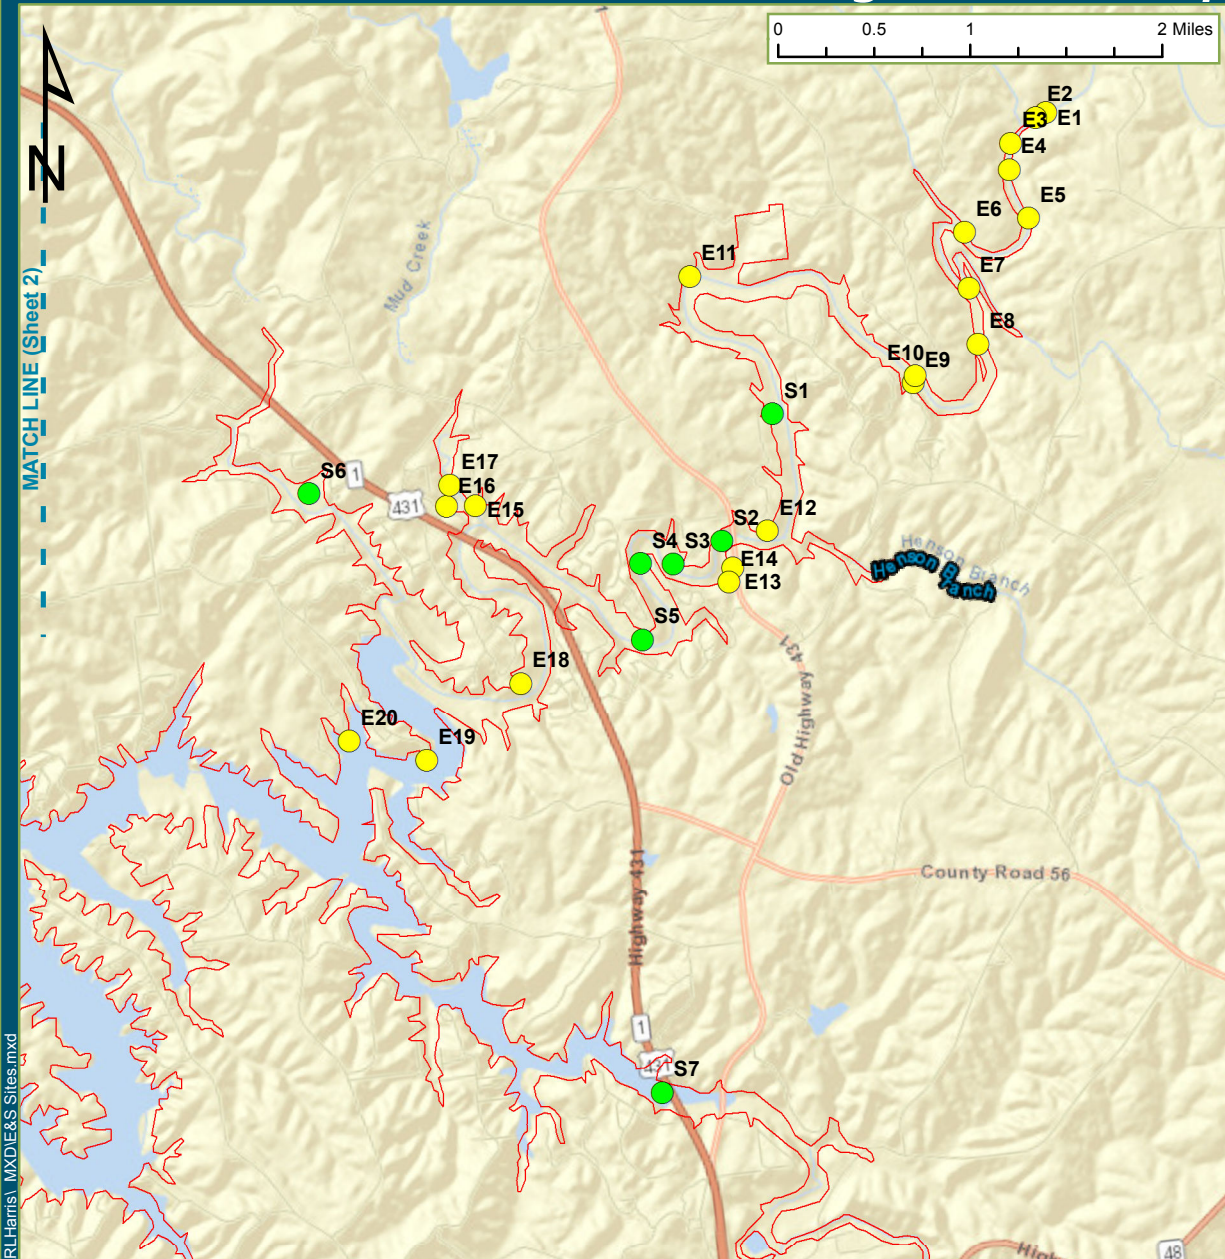 0 0.5 1 2 Miles
N
MATCH LINE (Sheet 2)
Mud Creek
E2
E3 E1
E4
E5
E6
E7
E8
E11
E10 E9
S1
E17
E16
E15
S6
1
431
E12
S2
S4 S3
E14
E13
S5
Henson Branch
Henson Branch
E18
E20
E19
Old Highway 431
Highway 431
County Road 56
1
431
S7
RLHarris\_MXD\E&S Sites.mxd
48